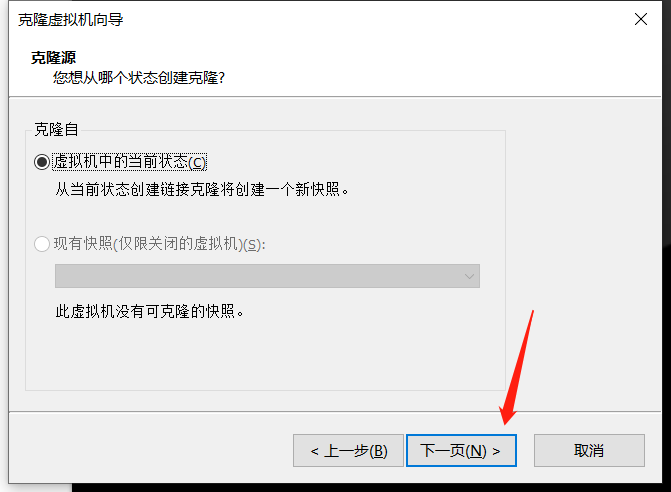 克隆虚拟机向导
克隆源
您想从哪个状态创建克隆?
克隆自
虚拟机中的当前状态(C)
从当前状态创建链接克隆将创建一个新快照。
现有快照(仅限关闭的虚拟机)(S):
此虚拟机没有可克隆的快照。
< 上一步(B) 下一页(N) > 取消